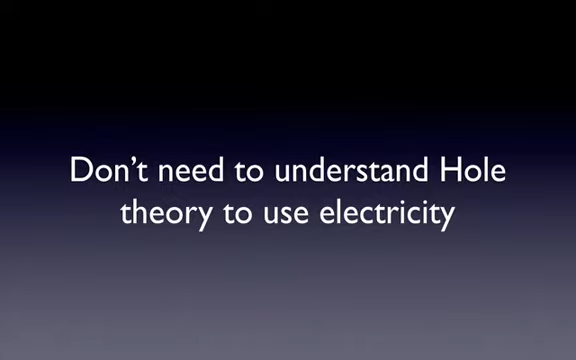 Don't need to understand Hole
theory to use electricity